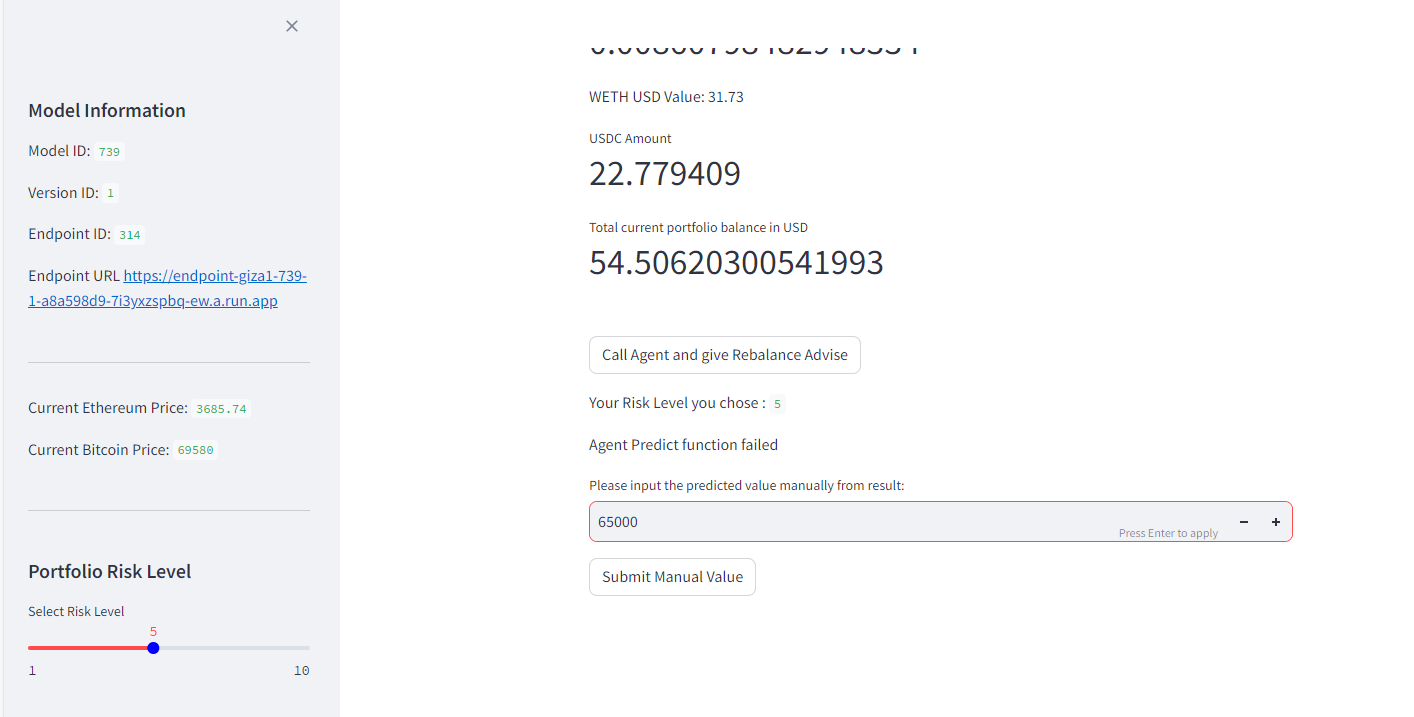 Model Information
Model ID: 739
Version ID: 1
Endpoint ID: 314
Endpoint URL https://endpoint-giza1-739-
1-a8a598d9-7i3yxzspbq-ew.a.run.app
Current Ethereum Price: 3685.74
Current Bitcoin Price: 69580
Portfolio Risk Level
Select Risk Level
5
1 10
WETH USD Value: 31.73
USDC Amount
22.779409
Total current portfolio balance in USD
54.50620300541993
Call Agent and give Rebalance Advise
Your Risk Level you chose : 5
Agent Predict function failed
Please input the predicted value manually from result:
65000
Press Enter to apply
Submit Manual Value